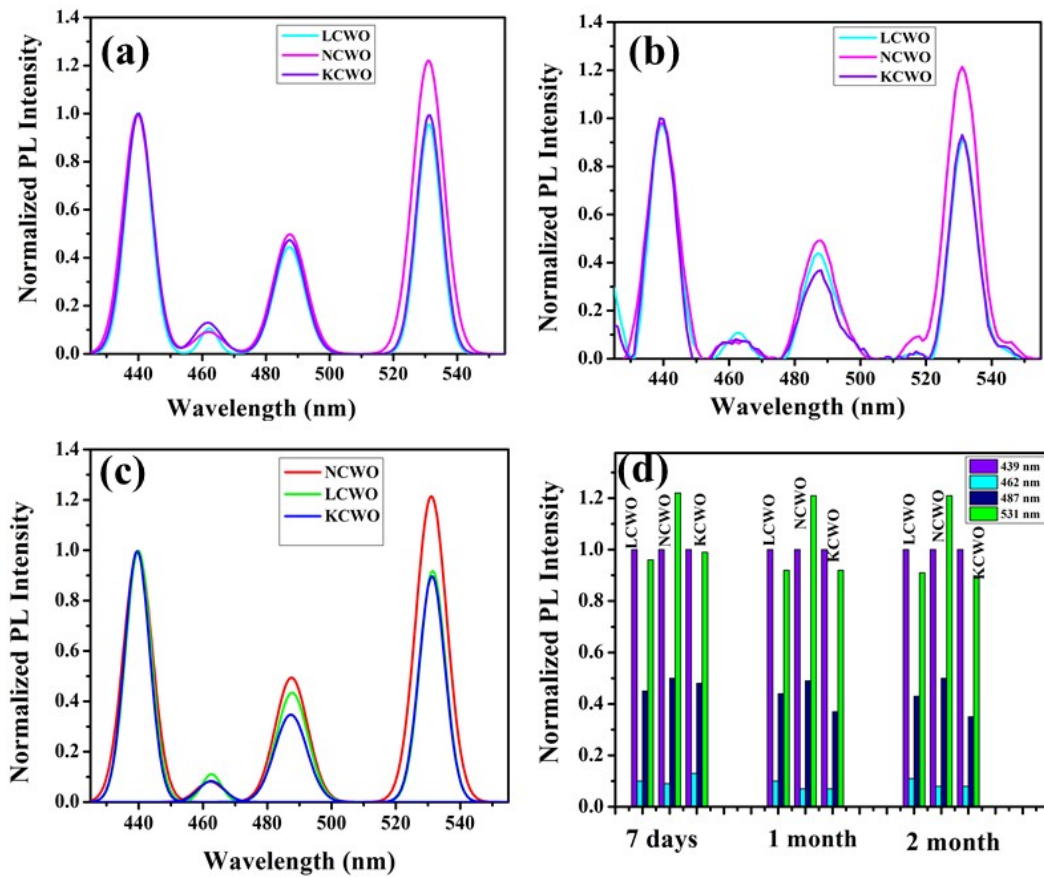 (a)
LCWO
NCWO
KCWO
Normalized PL Intensity
1.4
1.2
1.0
0.8
0.6
0.4
0.2
0.0
440 460 480 500 520 540
Wavelength (nm)
(b)
LCWO
NCWO
KCWO
Normalized PL Intensity
1.4
1.2
1.0
0.8
0.6
0.4
0.2
0.0
440 460 480 500 520 540
Wavelength (nm)
(c)
NCWO
LCWO
KCWO
Normalized PL Intensity
1.4
1.2
1.0
0.8
0.6
0.4
0.2
0.0
440 460 480 500 520 540
Wavelength (nm)
(d)
439 nm
462 nm
487 nm
531 nm
Normalized PL Intensity
1.2
1.0
0.8
0.6
0.4
0.2
0.0
LCWO
NCWO
KCWO
LCWO
NCWO
KCWO
LCWO
NCWO
KCWO
7 days 1 month 2 month